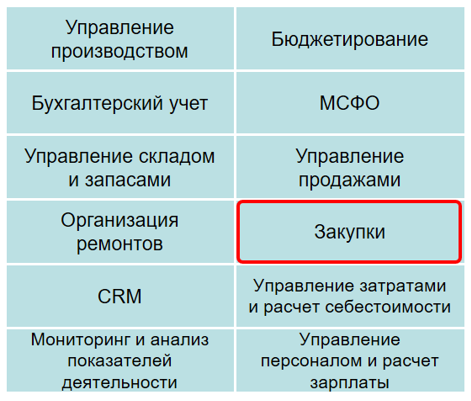 Управление
производством
Бюджетирование
Бухгалтерский учет
МСФО
Управление складом
и запасами
Управление
продажами
Организация
ремонтов
Закупки
CRM
Управление затратами
и расчет себестоимости
Мониторинг и анализ
показателей
деятельности
Управление
персоналом и расчет
зарплаты